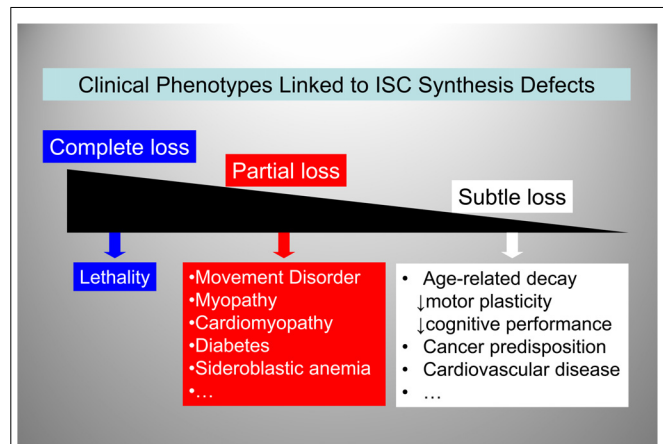 Clinical Phenotypes Linked to ISC Synthesis Defects
Complete loss
Partial loss
Subtle loss
Lethality
•Movement Disorder
•Myopathy
•Cardiomyopathy
•Diabetes
•Sideroblastic anemia
•…
• Age-related decay
↓motor plasticity
↓cognitive performance
• Cancer predisposition
• Cardiovascular disease
• …